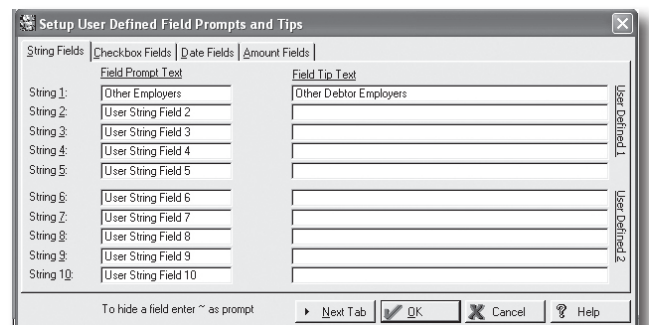 Setup User Defined Field Prompts and Tips
String Fields Checkbox Fields Date Fields Amount Fields
Field Prompt Text Field Tip Text
String 1: Other Employers Other Debtor Employers
String 2: User String Field 2
String 3: User String Field 3
String 4: User String Field 4
String 5: User String Field 5
User Defined 1
String 6: User String Field 6
String 7: User String Field 7
String 8: User String Field 8
String 9: User String Field 9
String 10: User String Field 10
User Defined 2
To hide a field enter ~ as prompt Next Tab OK Cancel ? Help